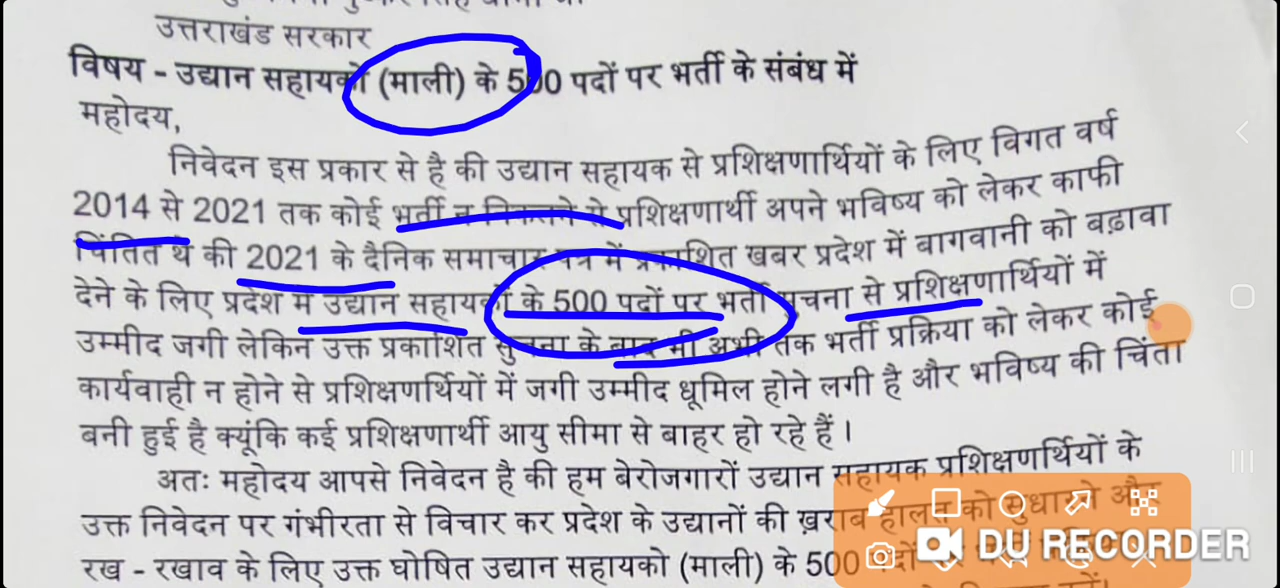 उत्तराखंड सरकार
विषय - उद्यान सहायको (माली) के 500 पदों पर भर्ती के संबंध में
महोदय,
निवेदन इस प्रकार से है की उद्यान सहायक से प्रशिक्षणार्थियों के लिए विगत वर्ष
2014 से 2021 तक कोई भर्ती न निकलने से प्रशिक्षणार्थी अपने भविष्य को लेकर काफी
चिंतित थे की 2021 के दैनिक समाचार पत्र में प्रकाशित खबर प्रदेश में बागवानी को बढ़ावा
देने के लिए प्रदेश में उद्यान सहायकों के 500 पदों पर भर्ती सुचना से प्रशिक्षणार्थियों में
उम्मीद जगी लेकिन उक्त प्रकाशित सुचना के बाद भी अभी तक भर्ती प्रक्रिया को लेकर कोई
कार्यवाही न होने से प्रशिक्षणर्थियों में जगी उम्मीद धूमिल होने लगी है और भविष्य की चिंता
बनी हुई है क्यूंकि कई प्रशिक्षणार्थी आयु सीमा से बाहर हो रहे हैं ।
अतः महोदय आपसे निवेदन है की हम बेरोजगारों उद्यान सहायक प्रशिक्षणर्थियों के
उक्त निवेदन पर गंभीरता से विचार कर प्रदेश के उद्यानों की ख़राब हालत को सुधारने और
रख - रखाव के लिए उक्त घोषित उद्यान सहायको (माली) के 500 पदों पर
DU RECORDER